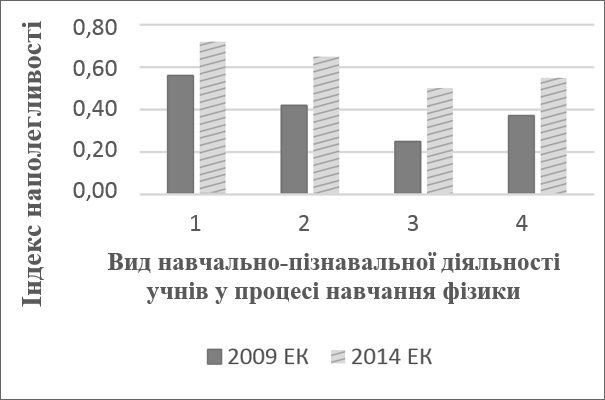 Індекс наполегливості
0,80
0,60
0,40
0,20
0,00
1 2 3 4
Вид навчально-пізнавальної діяльності
учнів у процесі навчання фізики
2009 ЕК 2014 ЕК